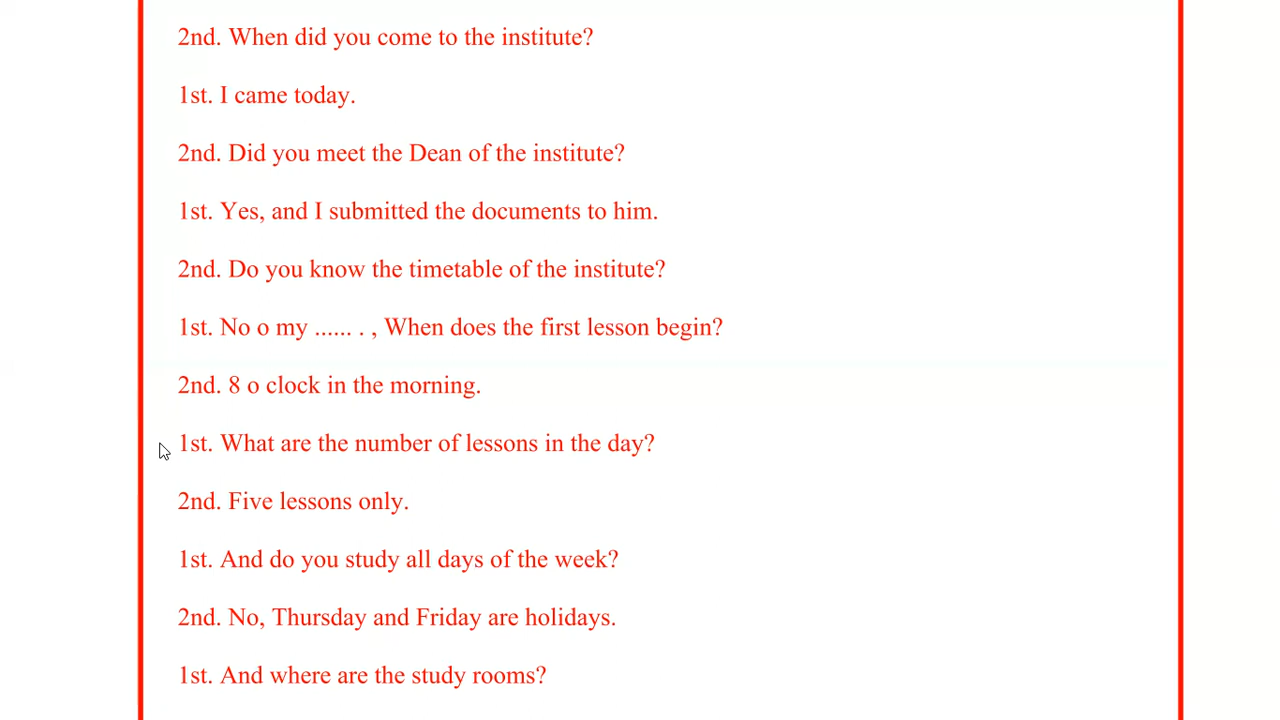 2nd. When did you come to the institute?
1st. I came today.
2nd. Did you meet the Dean of the institute?
1st. Yes, and I submitted the documents to him.
2nd. Do you know the timetable of the institute?
1st. No o my ...... . , When does the first lesson begin?
2nd. 8 o clock in the morning.
1st. What are the number of lessons in the day?
2nd. Five lessons only.
1st. And do you study all days of the week?
2nd. No, Thursday and Friday are holidays.
1st. And where are the study rooms?